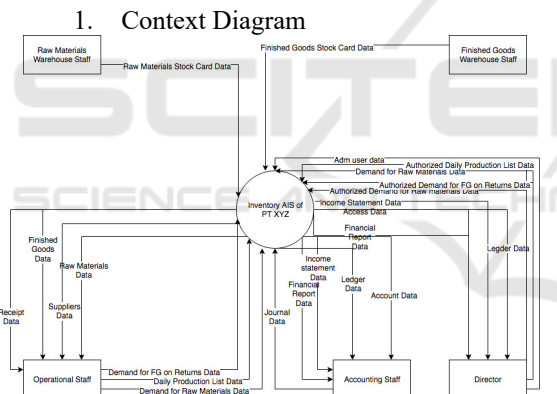 1. Context Diagram
Raw Materials
Warehouse Staff
Finished Goods Stock Card Data
Finished Goods
Warehouse Staff
Raw Materials Stock Card Data
Adm user data
Authorized Daily Production List Data
Demand for Raw materials Data
Authorized Demand for FG on Returns Data
Authorized Demand for Raw materials Data
Inventory AIS of
PT XYZ
Income Statement Data
Access Data
Financial
Report
Data
Legder Data
Finished
Goods
Data
Raw Materials
Data
Income
statement
Data
Financial
Report
Data
Ledger
Data
Account Data
Receipt
Data
Suppliers
Data
Journal
Data
Operational Staff
Demand for FG on Returns Data
Daily Production List Data
Demand for Raw Materials Data
Accounting Staff
Director